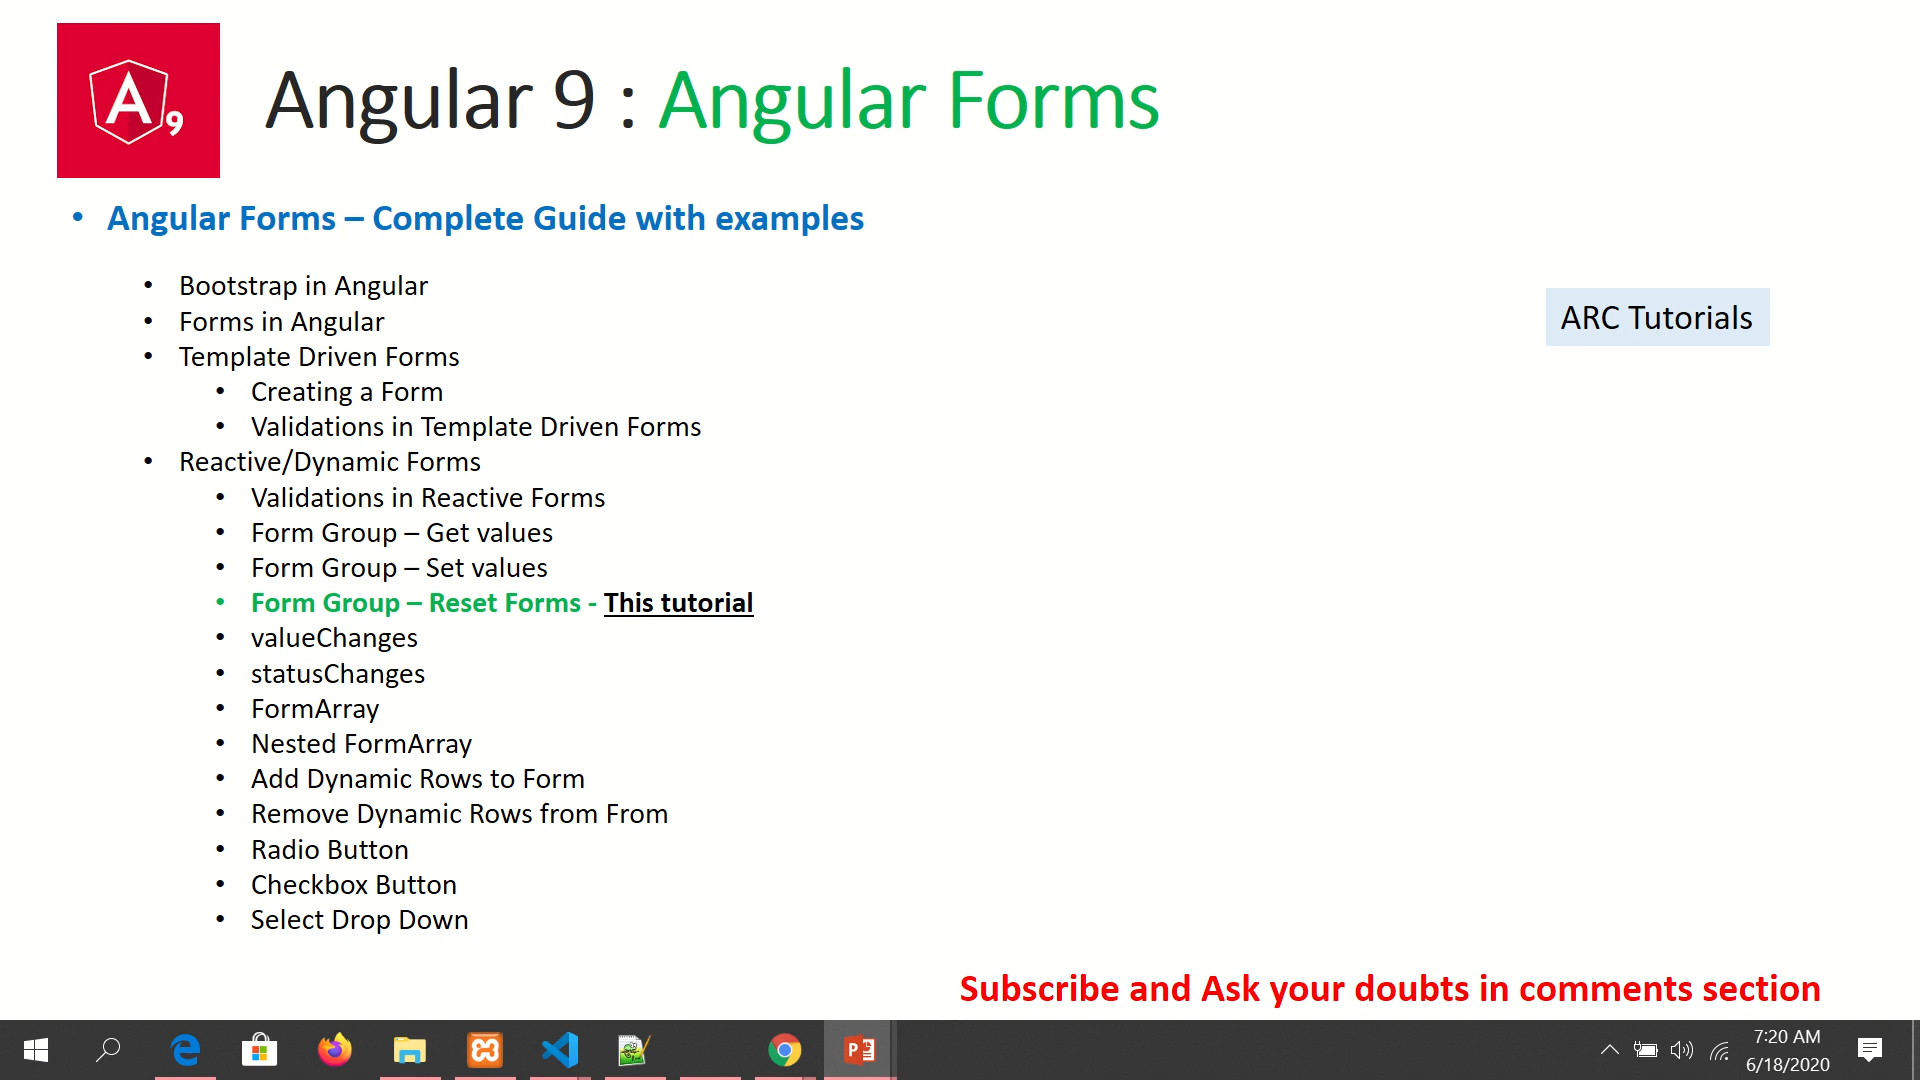 A9
Angular 9 : Angular Forms
• Angular Forms – Complete Guide with examples
• Bootstrap in Angular
• Forms in Angular
• Template Driven Forms
• Creating a Form
• Validations in Template Driven Forms
• Reactive/Dynamic Forms
• Validations in Reactive Forms
• Form Group – Get values
• Form Group – Set values
• Form Group – Reset Forms - This tutorial
• valueChanges
• statusChanges
• FormArray
• Nested FormArray
• Add Dynamic Rows to Form
• Remove Dynamic Rows from From
• Radio Button
• Checkbox Button
• Select Drop Down
ARC Tutorials
Subscribe and Ask your doubts in comments section
7:20 AM
6/18/2020